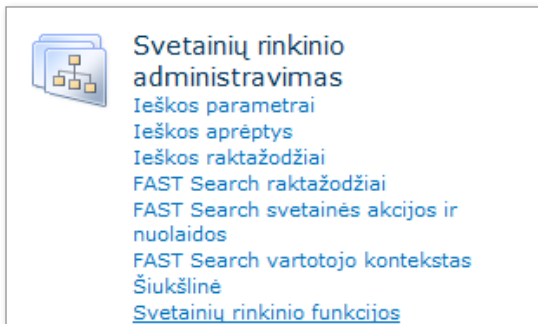 Svetainių rinkinio
administravimas
Ieškos parametrai
Ieškos aprėptys
Ieškos raktažodžiai
FAST Search raktažodžiai
FAST Search svetainės akcijos ir
nuolaidos
FAST Search vartotojo kontekstas
Šiukšlinė
Svetainių rinkinio funkcijos